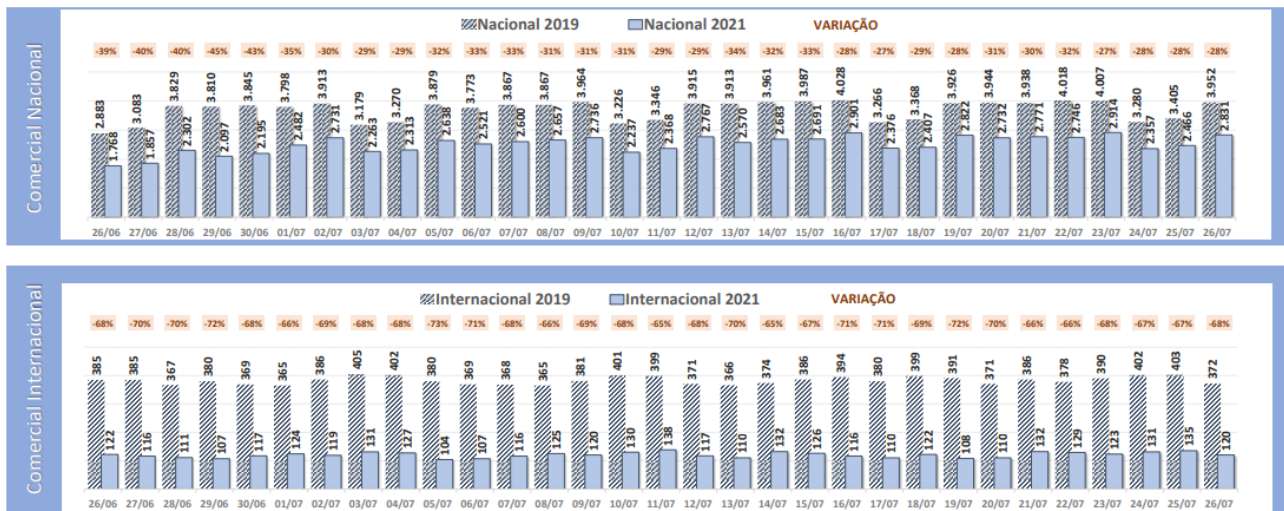 Comercial Nacional
Nacional 2019 Nacional 2021 VARIAÇÃO
-39% -40% -40% -45% -43% -35% -30% -29% -29% -32% -33% -33% -31% -31% -31% -29% -29% -34% -32% -33% -28% -27% -29% -28% -31% -30% -32% -27% -28% -28% -28%
2.883 3.083 3.829 3.810 3.845 3.798 3.913 3.179 3.270 3.879 3.773 3.867 3.867 3.964 3.226 3.346 3.915 3.913 3.961 3.987 4.028 3.266 3.368 3.926 3.944 3.938 4.018 4.007 3.280 3.405 3.952
1.768 1.857 2.302 2.097 2.195 2.482 2.731 2.263 2.313 2.638 2.521 2.600 2.657 2.736 2.237 2.368 2.767 2.570 2.683 2.691 2.901 2.376 2.407 2.822 2.732 2.771 2.746 2.914 2.357 2.466 2.831
26/06 27/06 28/06 29/06 30/06 01/07 02/07 03/07 04/07 05/07 06/07 07/07 08/07 09/07 10/07 11/07 12/07 13/07 14/07 15/07 16/07 17/07 18/07 19/07 20/07 21/07 22/07 23/07 24/07 25/07 26/07
Comercial Internacional
Internacional 2019 Internacional 2021 VARIAÇÃO
-68% -70% -70% -72% -68% -66% -69% -68% -68% -73% -71% -68% -66% -69% -68% -65% -68% -70% -65% -67% -71% -71% -69% -72% -70% -66% -66% -68% -67% -67% -68%
385 385 367 380 369 365 386 405 402 380 369 368 365 381 401 399 371 366 374 386 394 380 399 391 371 386 378 390 402 403 372
122 116 111 107 117 124 119 131 127 104 107 116 125 120 130 138 117 110 132 126 116 110 122 108 110 132 129 123 131 135 120
26/06 27/06 28/06 29/06 30/06 01/07 02/07 03/07 04/07 05/07 06/07 07/07 08/07 09/07 10/07 11/07 12/07 13/07 14/07 15/07 16/07 17/07 18/07 19/07 20/07 21/07 22/07 23/07 24/07 25/07 26/07